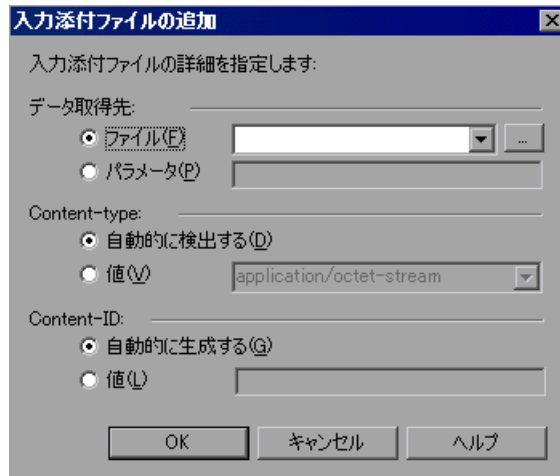 入力添付ファイルの追加
入力添付ファイルの詳細を指定します:
データ取得先:
ファイル(F)
...
パラメータ(P)
Content-type:
自動的に検出する(D)
値(V)
application/octet-stream
Content-ID:
自動的に生成する(G)
値(L)
OK キャンセル ヘルプ